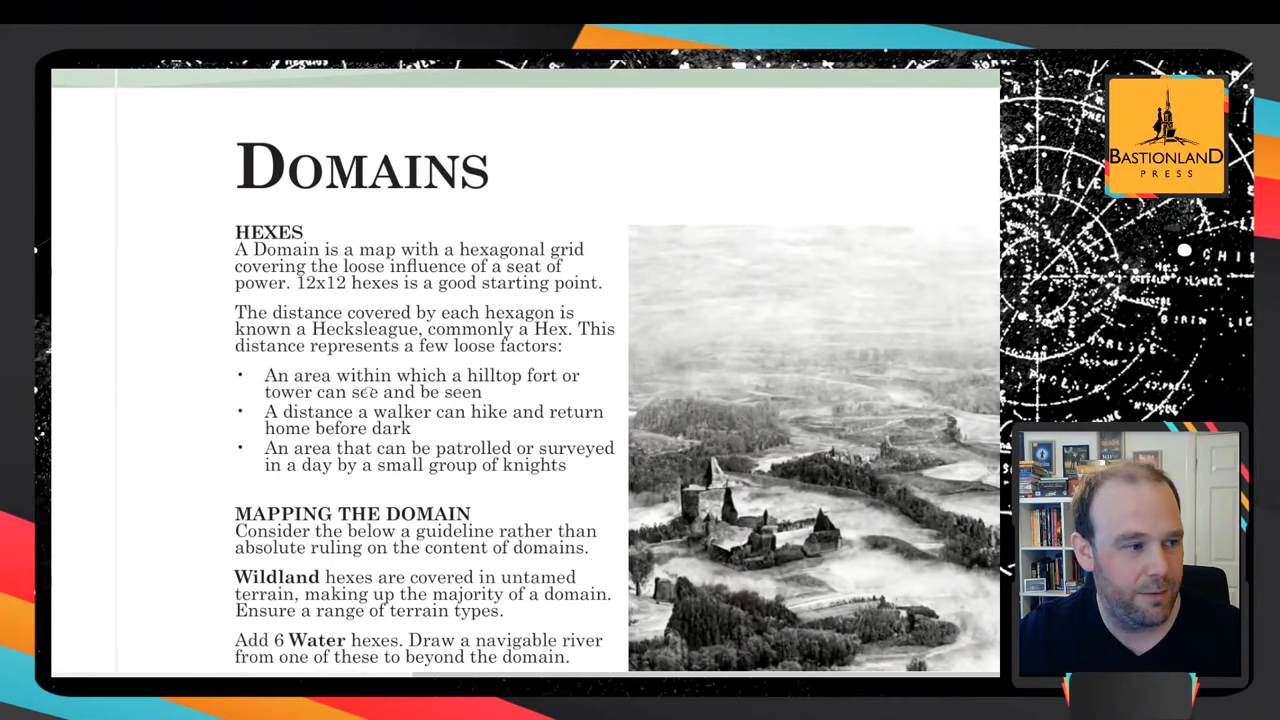 DOMAINS
HEXES
A Domain is a map with a hexagonal grid
covering the loose influence of a seat of
power. 12x12 hexes is a good starting point.
The distance covered by each hexagon is
known a Hecksleague, commonly a Hex. This
distance represents a few loose factors:
• An area within which a hilltop fort or
tower can see and be seen
• A distance a walker can hike and return
home before dark
• An area that can be patrolled or surveyed
in a day by a small group of knights
MAPPING THE DOMAIN
Consider the below a guideline rather than
absolute ruling on the content of domains.
Wildland hexes are covered in untamed
terrain, making up the majority of a domain.
Ensure a range of terrain types.
Add 6 Water hexes. Draw a navigable river
from one of these to beyond the domain.
BASTIONLAND
PRESS